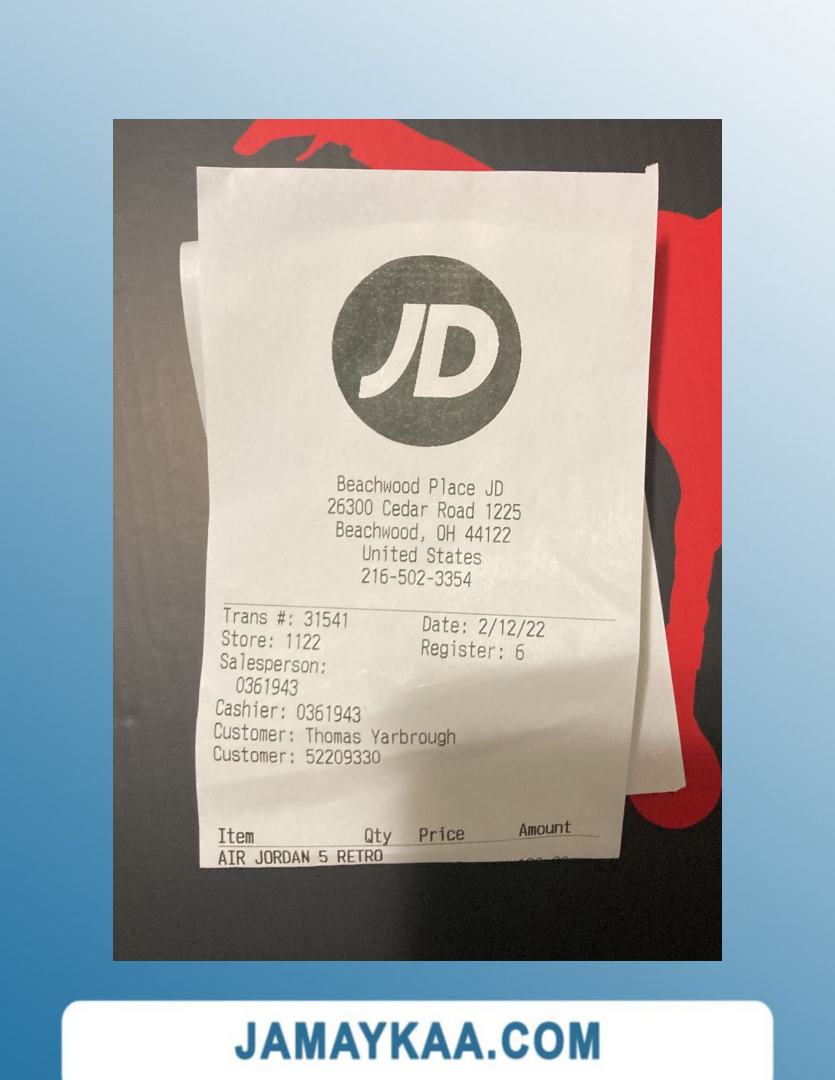 JD
Beachwood Place JD
26300 Cedar Road 1225
Beachwood, OH 44122
United States
216-502-3354
Trans #: 31541 Date: 2/12/22
Store: 1122 Register: 6
Salesperson:
0361943
Cashier: 0361943
Customer: Thomas Yarbrough
Customer: 52209330
Item Qty Price Amount
AIR JORDAN 5 RETRO
JAMAYKAA.COM